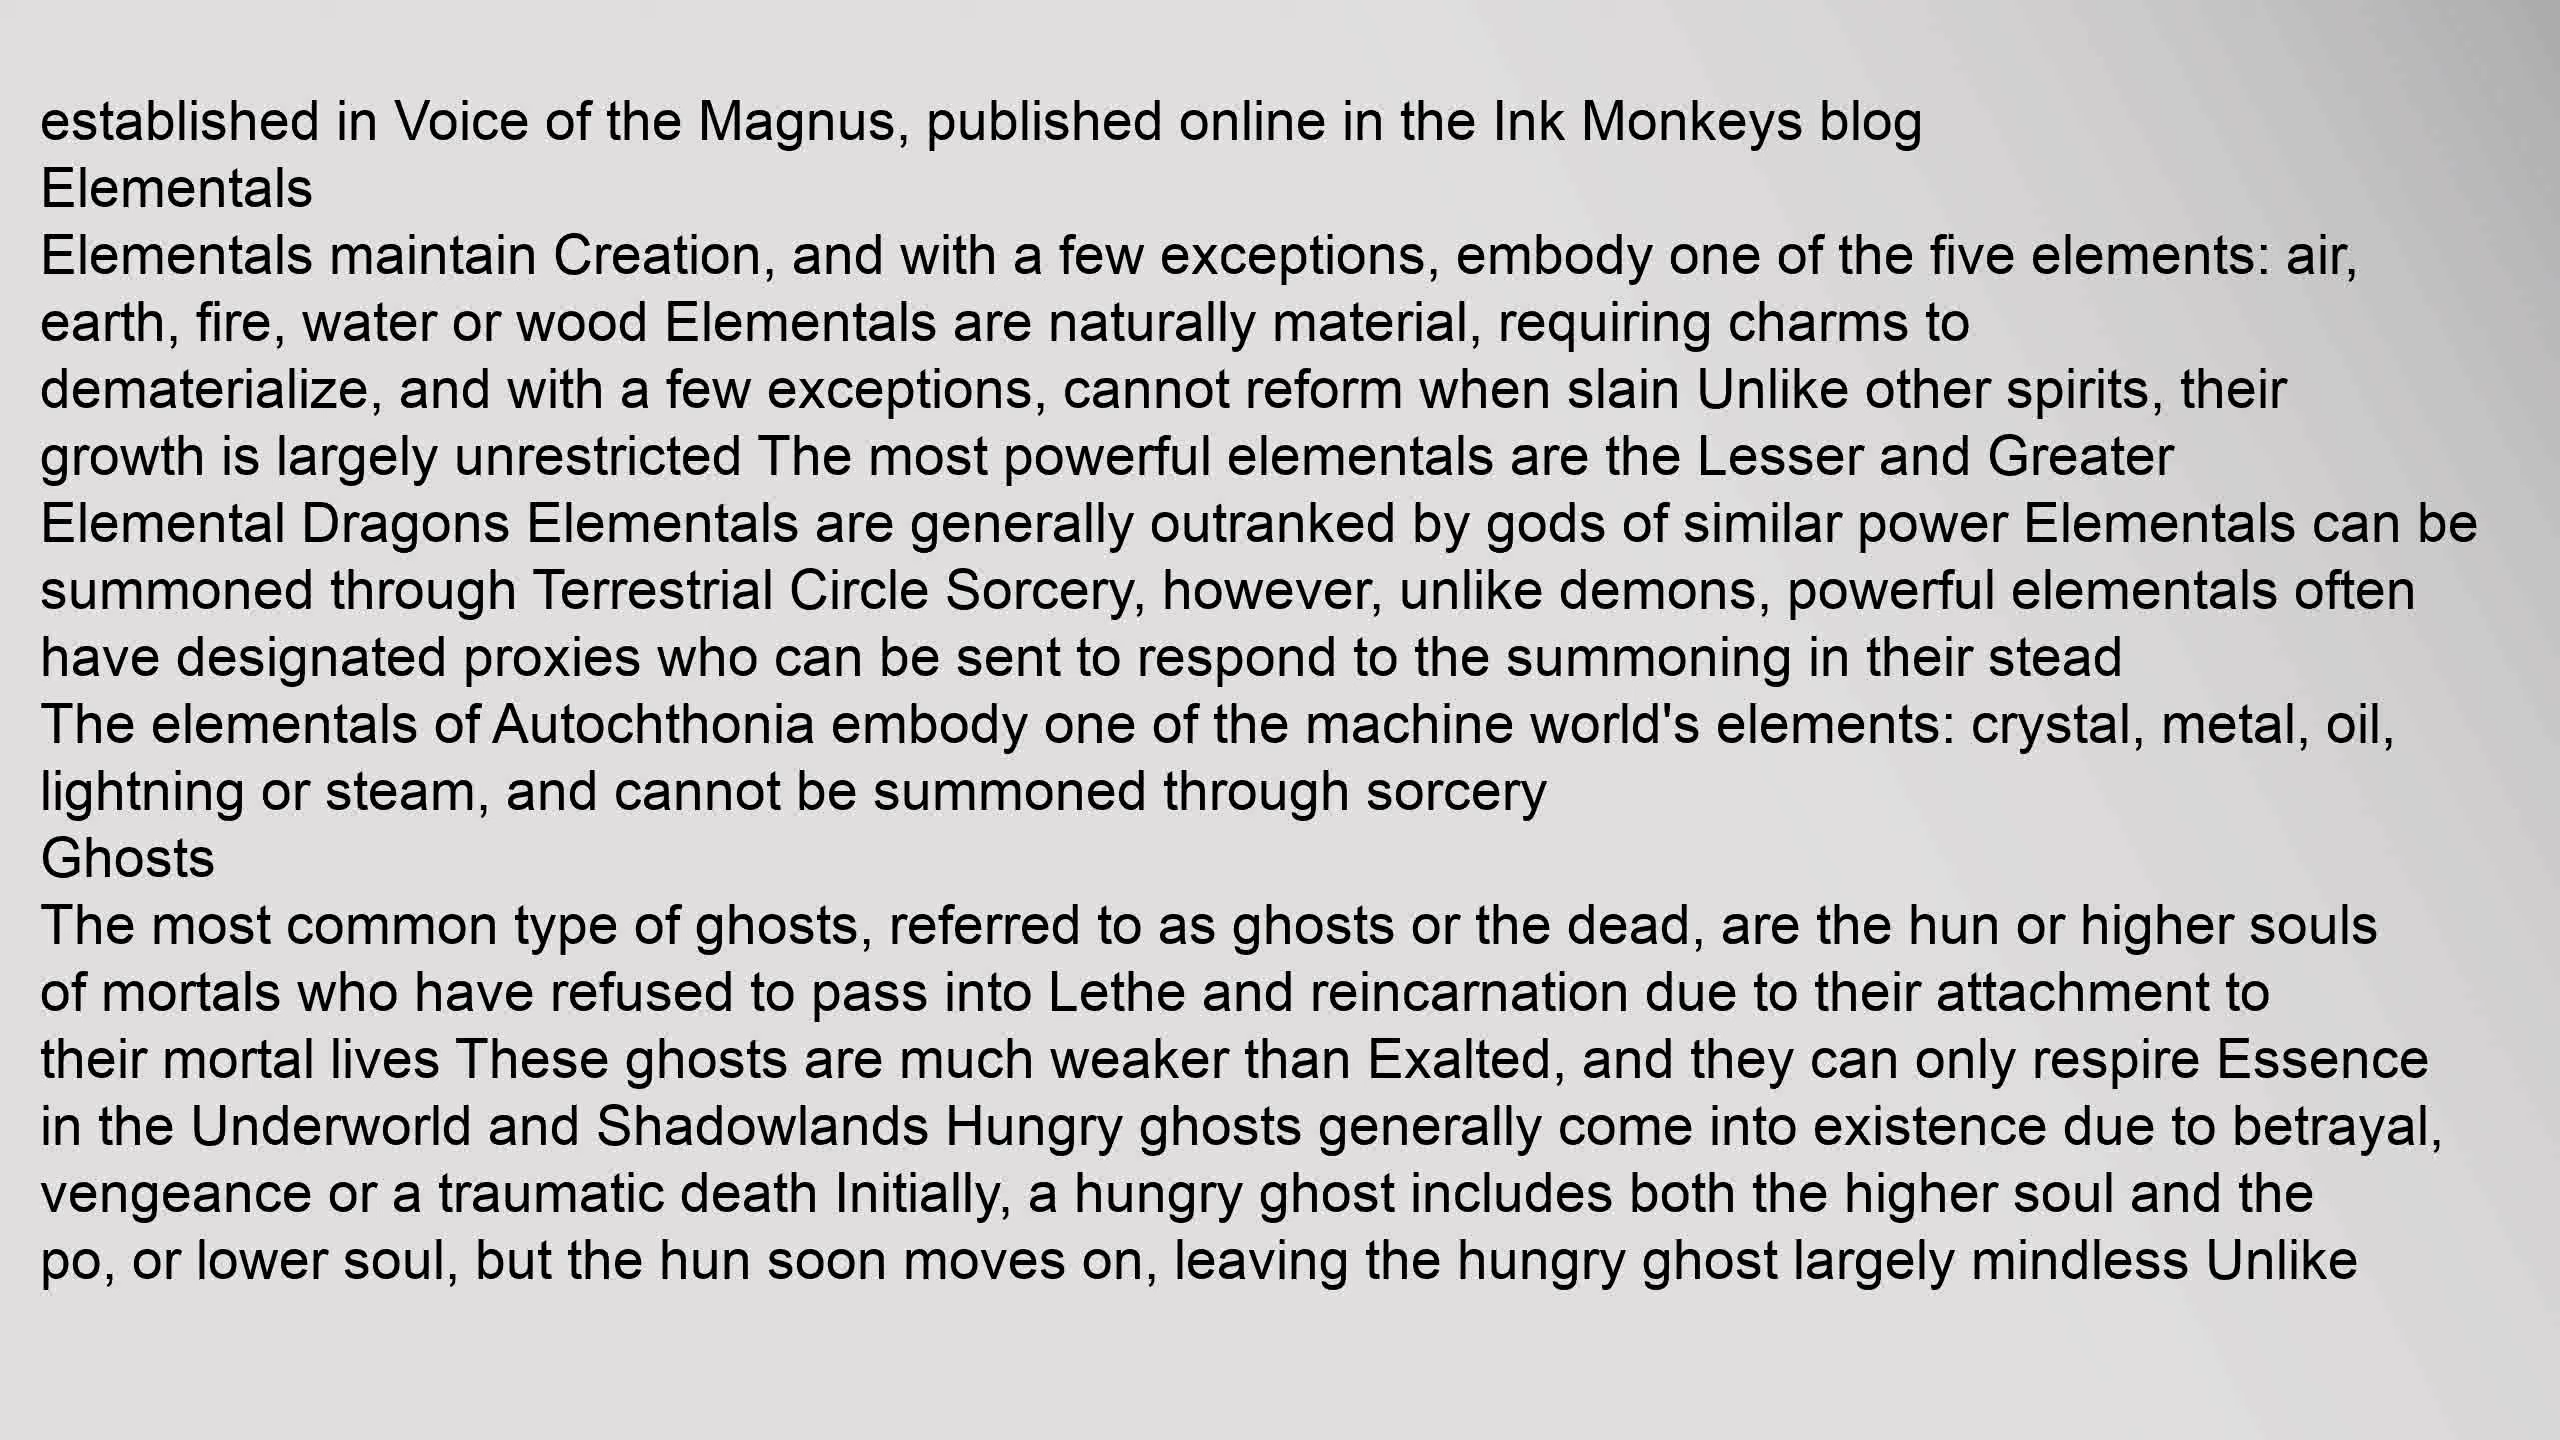 established in Voice of the Magnus, published online in the Ink Monkeys blog
Elementals
Elementals maintain Creation, and with a few exceptions, embody one of the five elements: air,
earth, fire, water or wood Elementals are naturally material, requiring charms to
dematerialize, and with a few exceptions, cannot reform when slain Unlike other spirits, their
growth is largely unrestricted The most powerful elementals are the Lesser and Greater
Elemental Dragons Elementals are generally outranked by gods of similar power Elementals can be
summoned through Terrestrial Circle Sorcery, however, unlike demons, powerful elementals often
have designated proxies who can be sent to respond to the summoning in their stead
The elementals of Autochthonia embody one of the machine world's elements: crystal, metal, oil,
lightning or steam, and cannot be summoned through sorcery
Ghosts
The most common type of ghosts, referred to as ghosts or the dead, are the hun or higher souls
of mortals who have refused to pass into Lethe and reincarnation due to their attachment to
their mortal lives These ghosts are much weaker than Exalted, and they can only respire Essence
in the Underworld and Shadowlands Hungry ghosts generally come into existence due to betrayal,
vengeance or a traumatic death Initially, a hungry ghost includes both the higher soul and the
po, or lower soul, but the hun soon moves on, leaving the hungry ghost largely mindless Unlike